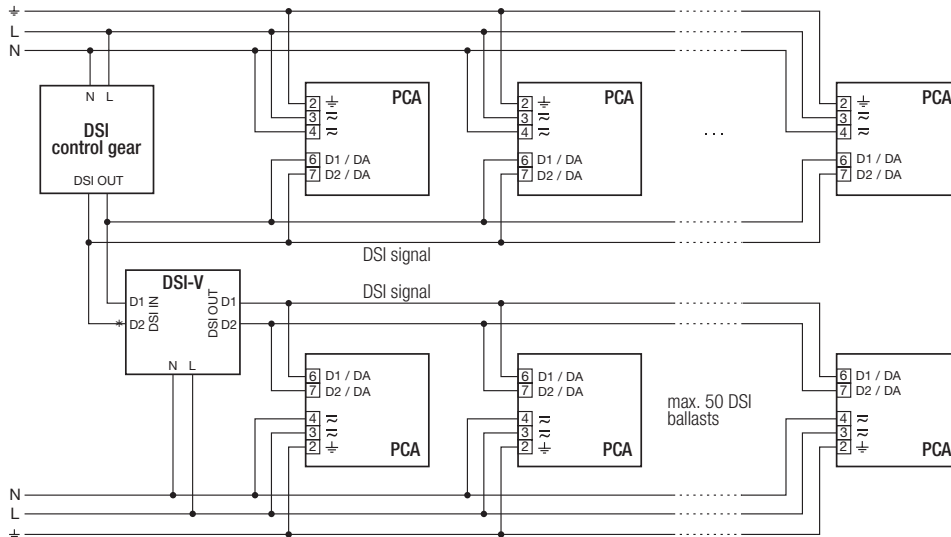 ⏚
L
N
N L
DSI
control gear
DSI OUT
PCA
2 ⏚
3 ≂
4 ≂
6 D1 / DA
7 D2 / DA
PCA
2 ⏚
3 ≂
4 ≂
6 D1 / DA
7 D2 / DA
...
PCA
2 ⏚
3 ≂
4 ≂
6 D1 / DA
7 D2 / DA
DSI signal
DSI signal
DSI-V
D1
* D2
DSI IN
DSI OUT
D1
D2
N L
6 D1 / DA
7 D2 / DA
4 ≂
3 ≂
2 ⏚
PCA
6 D1 / DA
7 D2 / DA
4 ≂
3 ≂
2 ⏚
PCA
max. 50 DSI
ballasts
6 D1 / DA
7 D2 / DA
4 ≂
3 ≂
2 ⏚
PCA
N
L
⏚